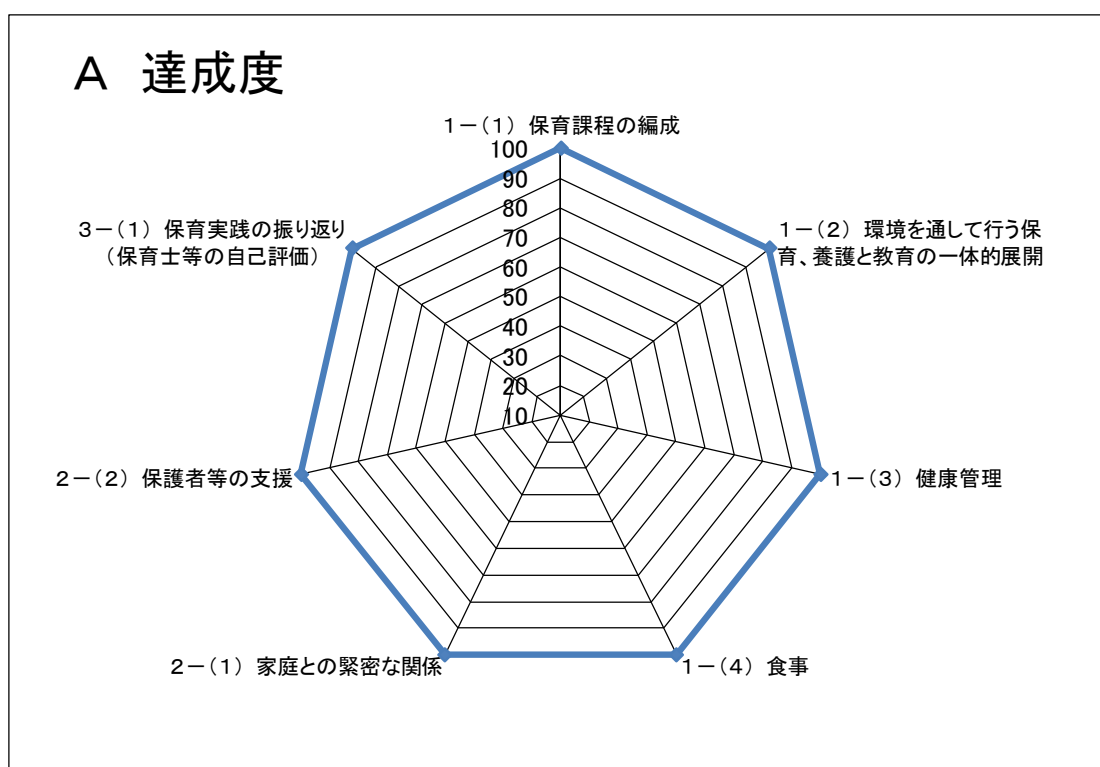 A 達成度
1－(1) 保育課程の編成
100
90
80
70
60
50
40
30
20
10
1－(2) 環境を通して行う保
育、養護と教育の一体的展開
1－(3) 健康管理
1－(4) 食事
2－(1) 家庭との緊密な関係
2－(2) 保護者等の支援
3－(1) 保育実践の振り返り
（保育士等の自己評価）